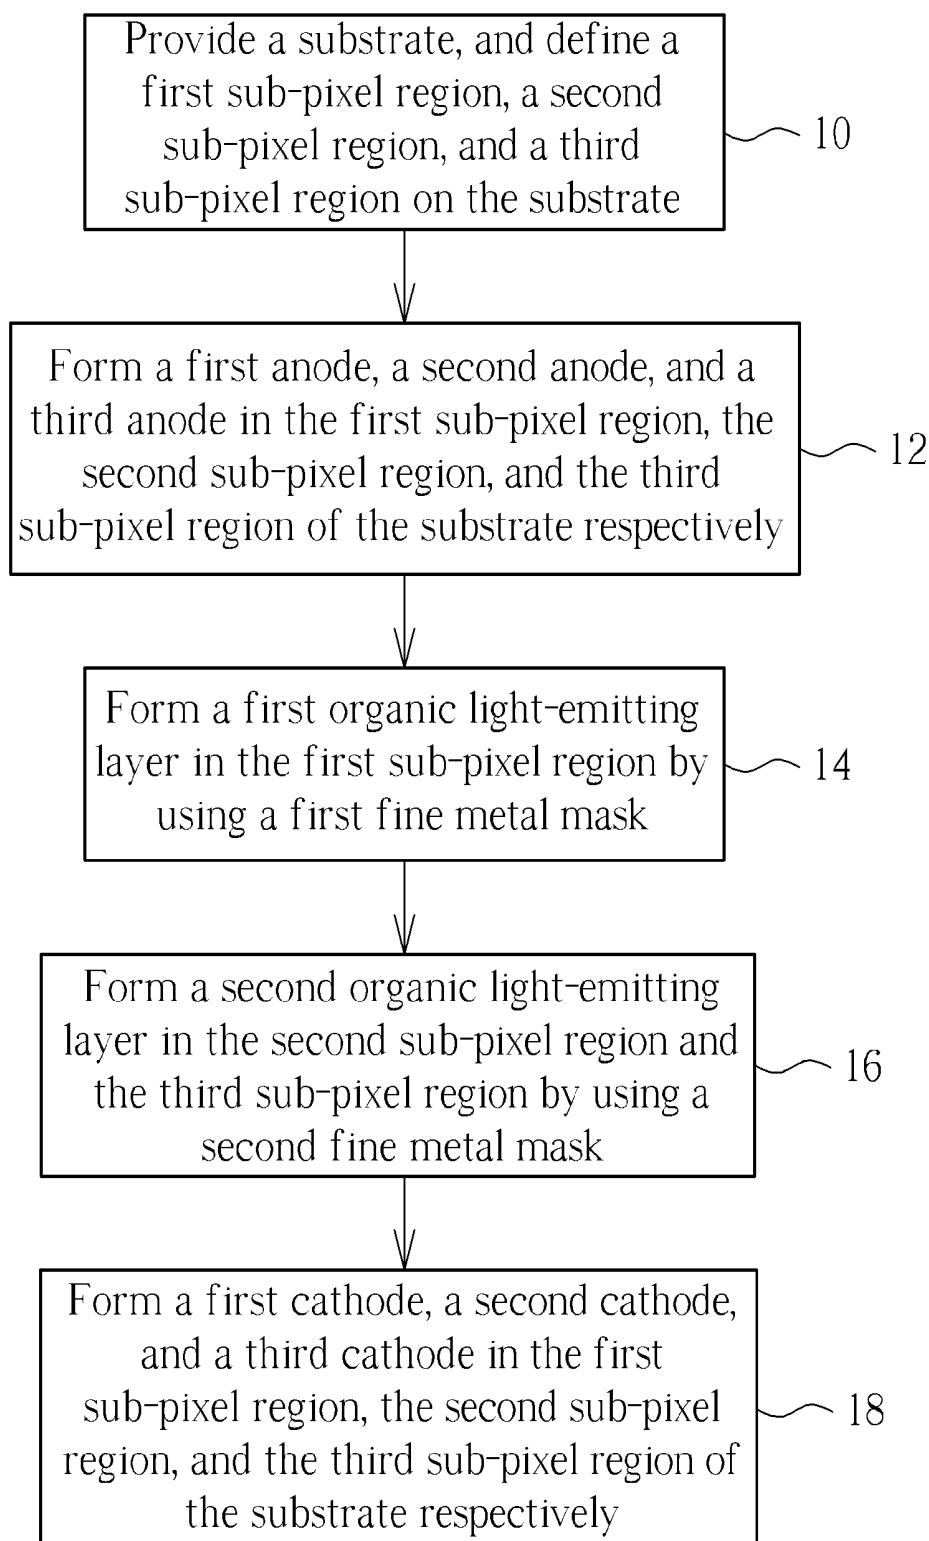 Provide a substrate, and define a
first sub-pixel region, a second
sub-pixel region, and a third
sub-pixel region on the substrate
10
Form a first anode, a second anode, and a
third anode in the first sub-pixel region, the
second sub-pixel region, and the third
sub-pixel region of the substrate respectively
12
Form a first organic light-emitting
layer in the first sub-pixel region by
using a first fine metal mask
14
Form a second organic light-emitting
layer in the second sub-pixel region and
the third sub-pixel region by using a
second fine metal mask
16
Form a first cathode, a second cathode,
and a third cathode in the first
sub-pixel region, the second sub-pixel
region, and the third sub-pixel region of
the substrate respectively
18